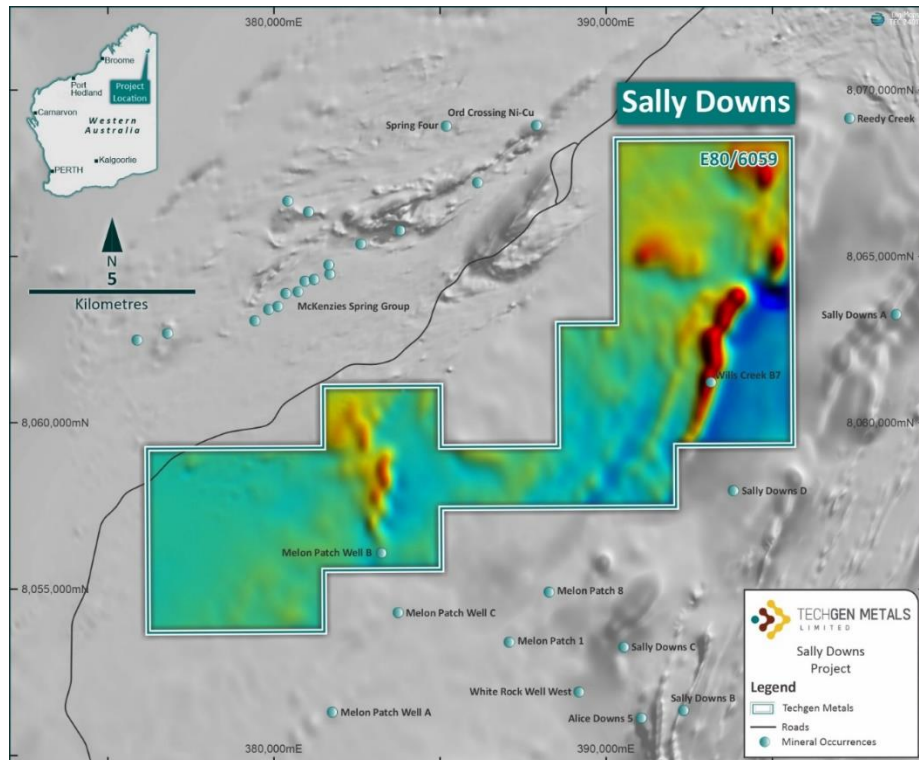 380,000mE
390,000mE
Broome
Port
Hedland
Project
Location
Carnarvon
Western
Australia
Kalgoorlie
PERTH
N
5
Kilometres
Ord Crossing Ni-Cu
Spring Four
Sally Downs
8,070,000mN
Reedy Creek
E80/6059
8,065,000mN
McKenzies Spring Group
Sally Downs A
Wills Creek B7
8,060,000mN
8,080,000mN
Sally Downs D
Melon Patch Well B
8,055,000mN
Melon Patch 8
Melon Patch Well C
Melon Patch 1
Sally Downs C
White Rock Well West
Sally Downs B
Melon Patch Well A
Alice Downs 5
380,000mE
390,000mE
TECHGEN METALS
LIMITED
Sally Downs
Project
Legend
Techgen Metals
Roads
Mineral Occurrences